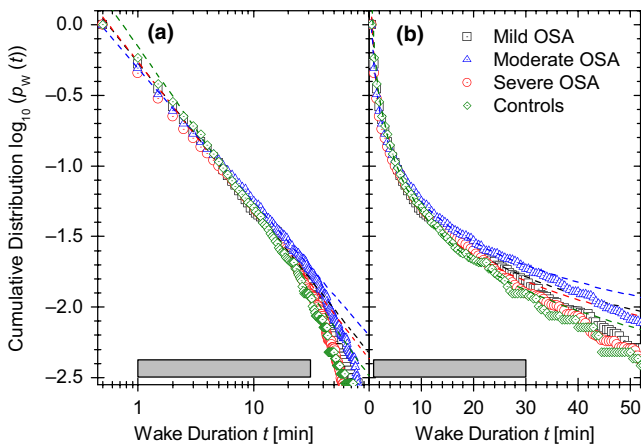 Cumulative Distribution log10 (pW (t))
0.0
−0.5
−1.0
−1.5
−2.0
−2.5
(a)
1
10
Wake Duration t [min]
(b)
Mild OSA
Moderate OSA
Severe OSA
Controls
0
10
20
30
40
50
Wake Duration t [min]